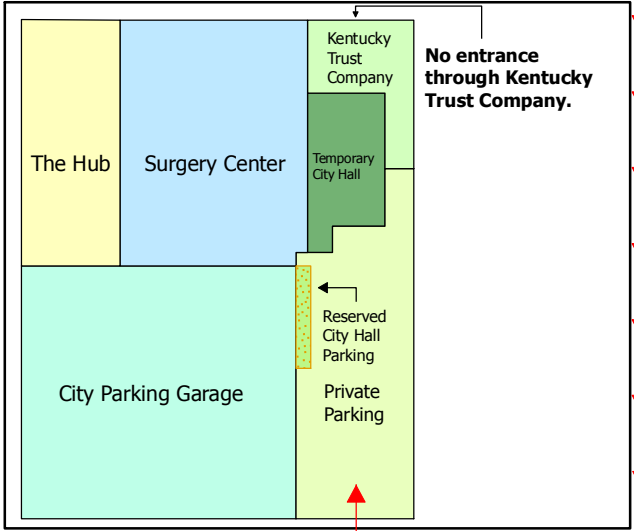 Kentucky
Trust
Company
No entrance
through Kentucky
Trust Company.
The Hub
Surgery Center
Temporary
City Hall
Reserved
City Hall
Parking
City Parking Garage
Private
Parking